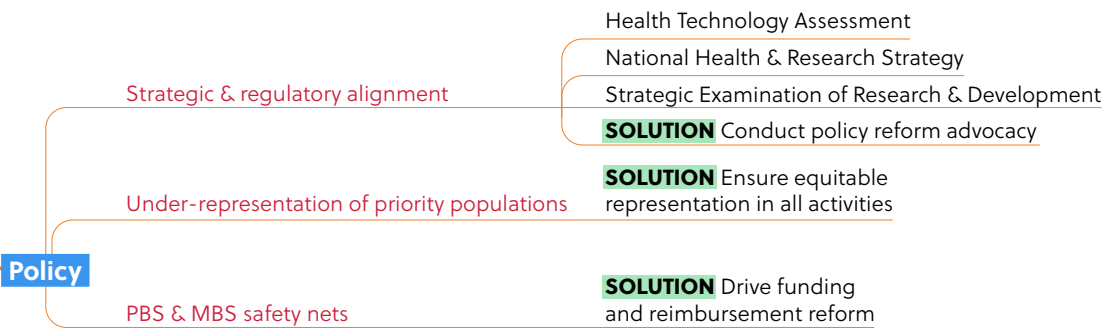 Health Technology Assessment
National Health & Research Strategy
Strategic & regulatory alignment
Strategic Examination of Research & Development
SOLUTION Conduct policy reform advocacy
SOLUTION Ensure equitable
Under-representation of priority populations
representation in all activities
Policy
SOLUTION Drive funding
PBS & MBS safety nets
and reimbursement reform